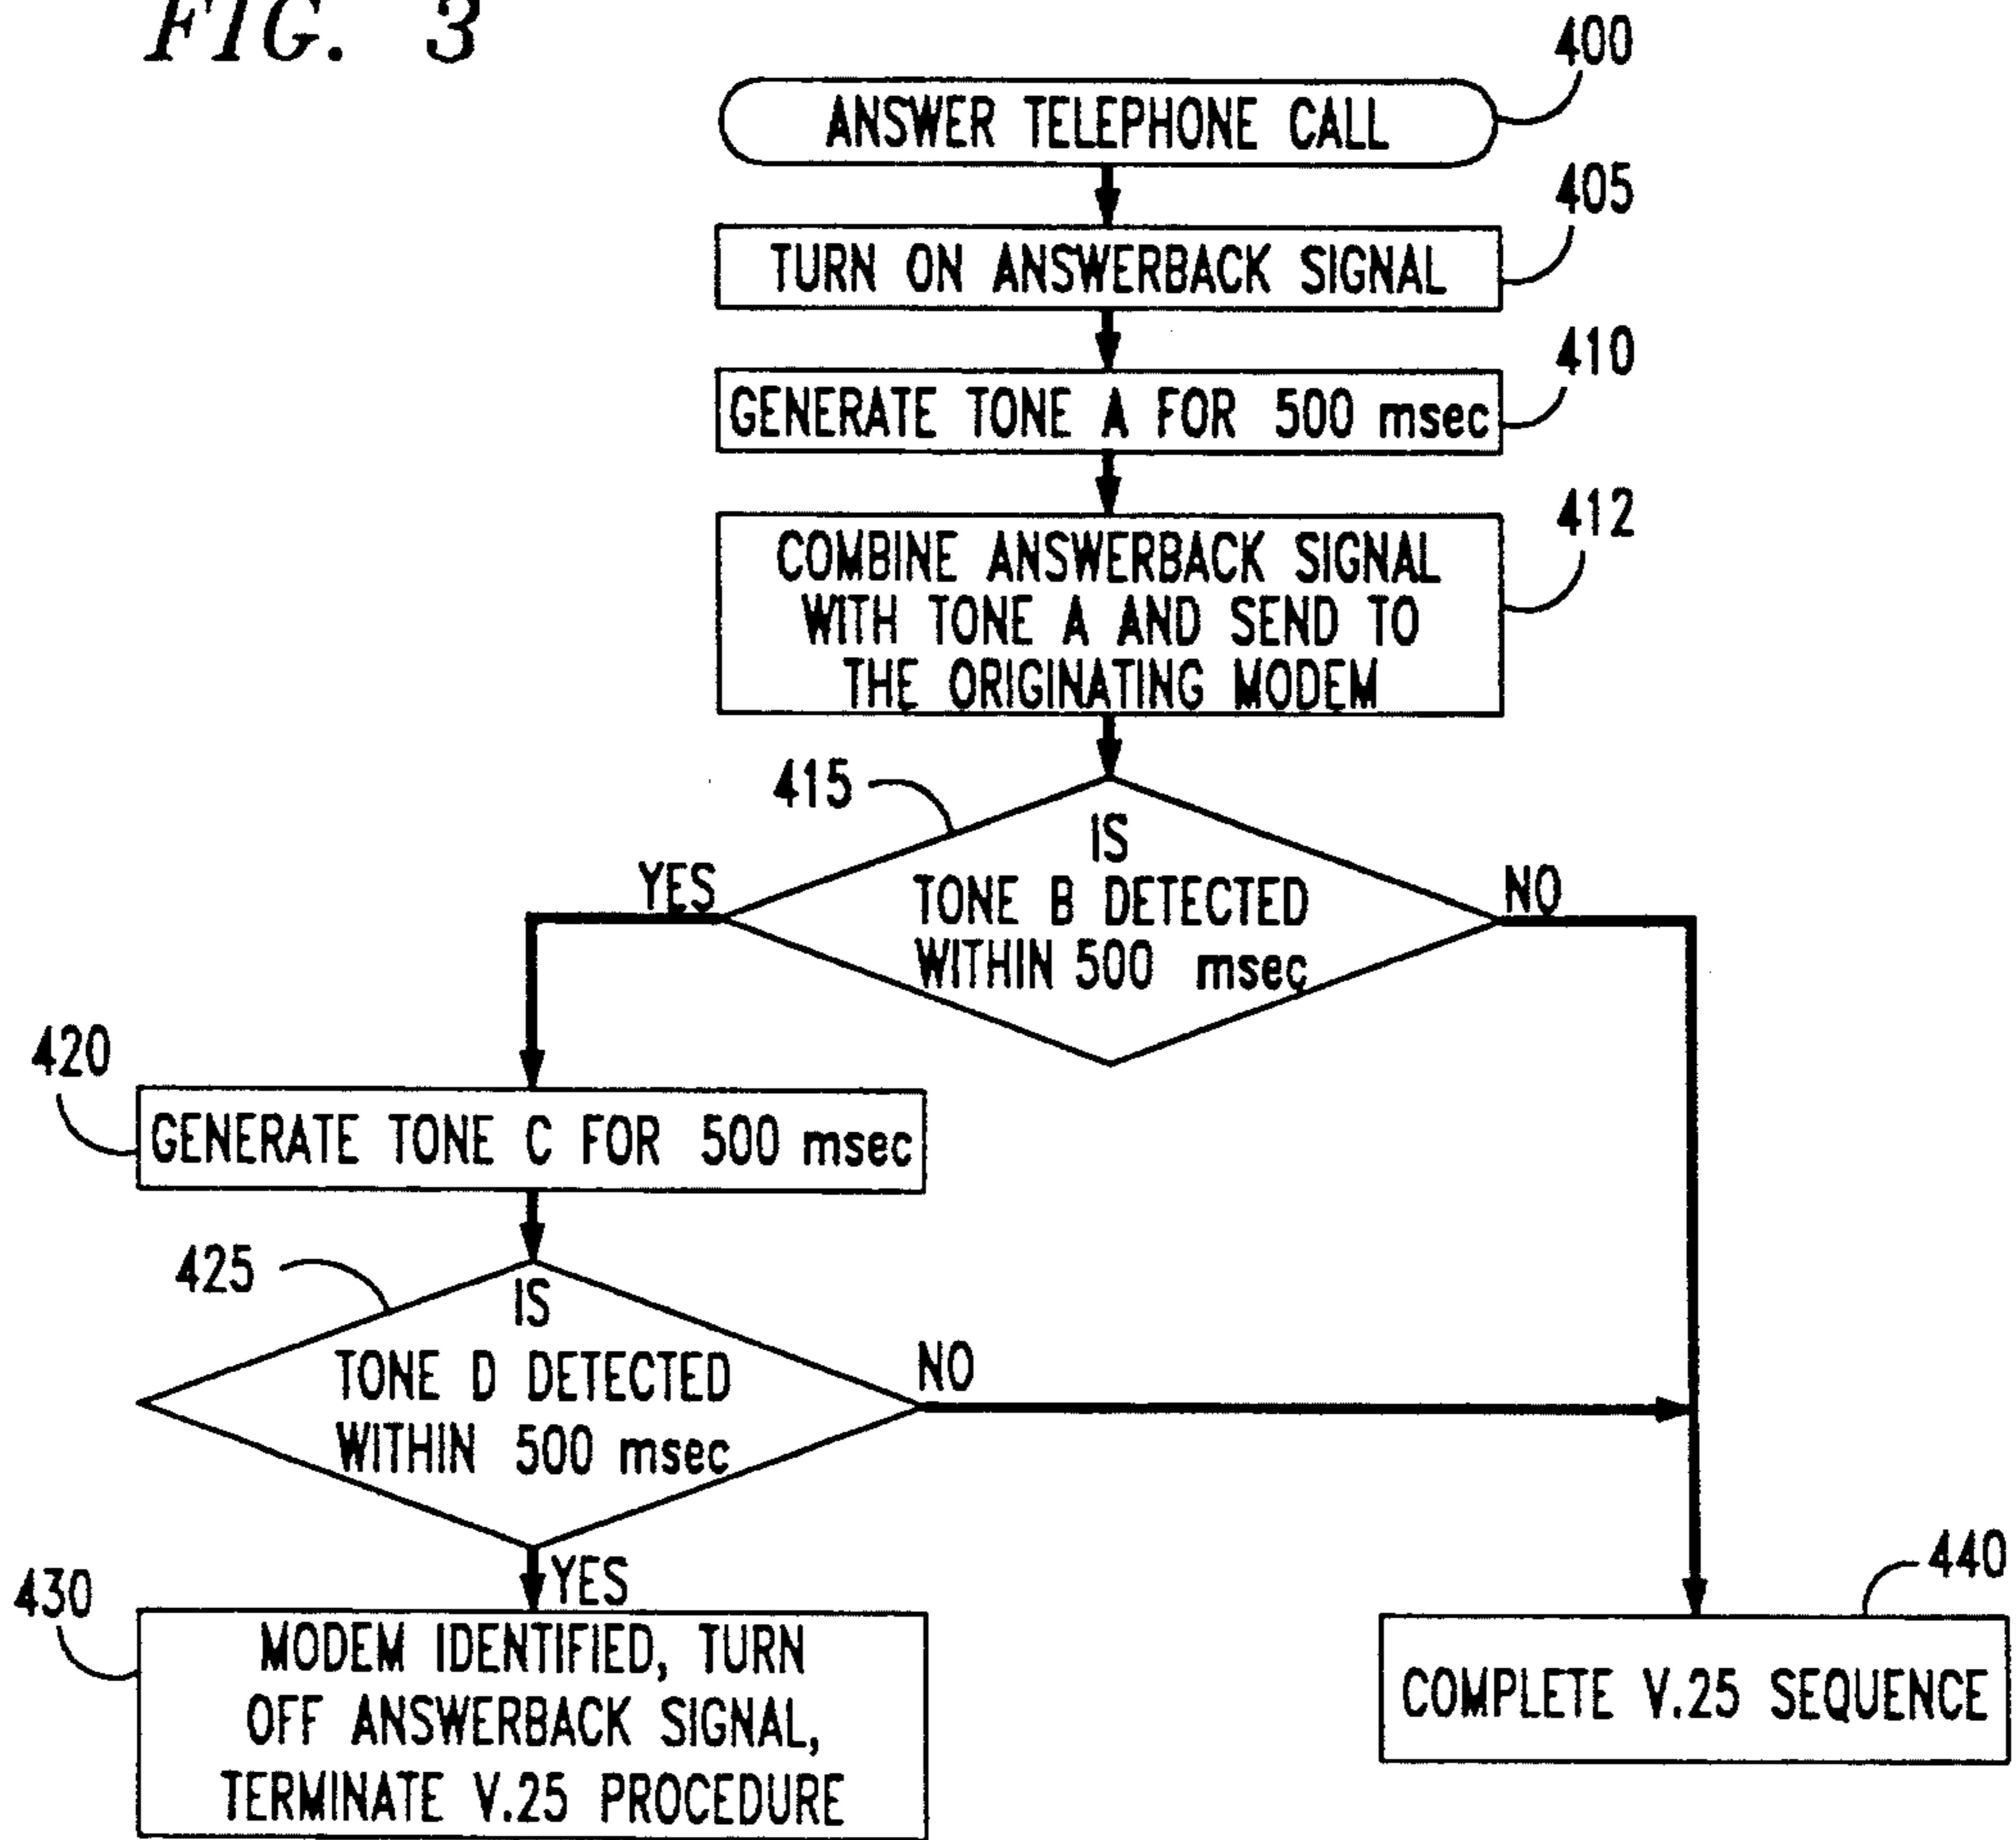 FIG. 3
400
ANSWER TELEPHONE CALL
405
TURN ON ANSWERBACK SIGNAL
410
GENERATE TONE A FOR 500 msec
412
COMBINE ANSWERBACK SIGNAL
WITH TONE A AND SEND TO
THE ORIGINATING MODEM
415
IS
TONE B DETECTED
WITHIN 500 msec
YES
NO
420
GENERATE TONE C FOR 500 msec
425
IS
TONE D DETECTED
WITHIN 500 msec
NO
YES
430
MODEM IDENTIFIED, TURN
OFF ANSWERBACK SIGNAL,
TERMINATE V.25 PROCEDURE
440
COMPLETE V.25 SEQUENCE